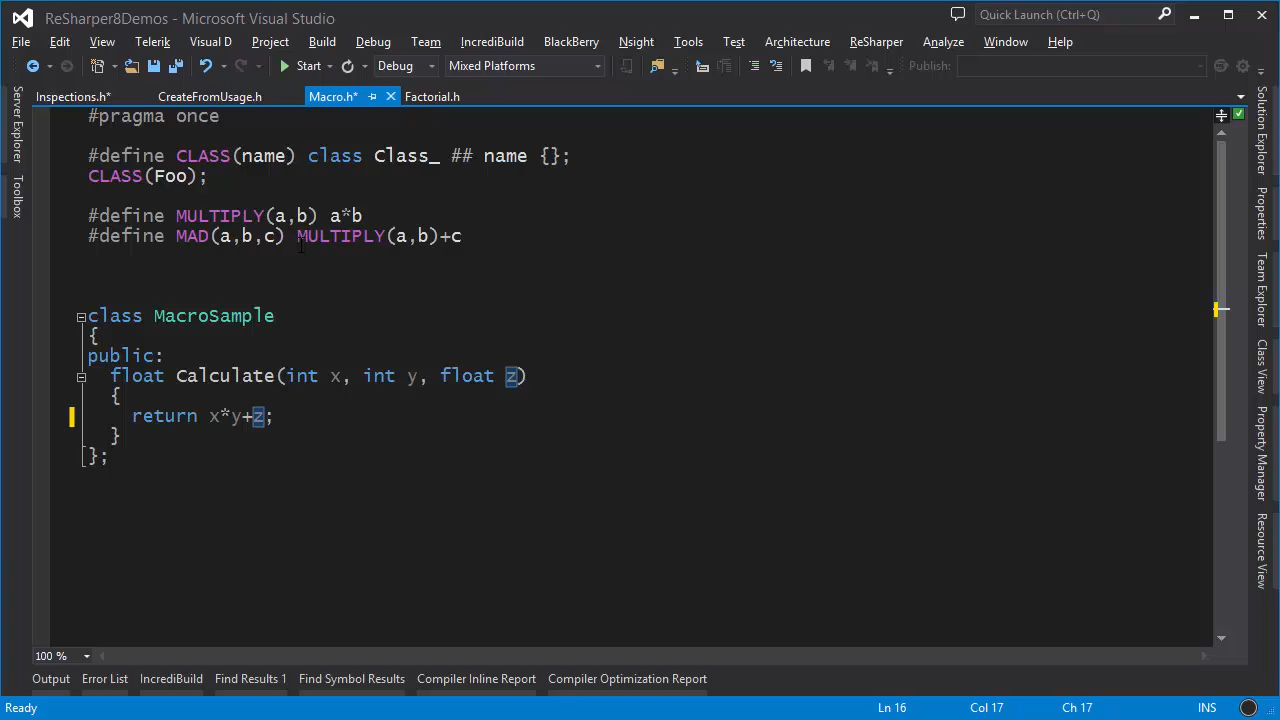 ReSharper8Demos - Microsoft Visual Studio
Quick Launch (Ctrl+Q)
File Edit View Telerik Visual D Project Build Debug Team IncrediBuild BlackBerry Nsight Tools Test Architecture ReSharper Analyze Window Help
Start Debug Mixed Platforms Publish:
Inspections.h* CreateFromUsage.h Macro.h* Factorial.h
#pragma once
#define CLASS(name) class Class_ ## name {};
CLASS(Foo);
#define MULTIPLY(a,b) a*b
#define MAD(a,b,c) MULTIPLY(a,b)+c
class MacroSample
{
public:
float Calculate(int x, int y, float z)
{
return x*y+z;
}
};
Server Explorer
Toolbox
Solution Explorer
Properties
Team Explorer
Class View
Property Manager
Resource View
100 %
Output Error List IncrediBuild Find Results 1 Find Symbol Results Compiler Inline Report Compiler Optimization Report
Ready Ln 16 Col 17 Ch 17 INS